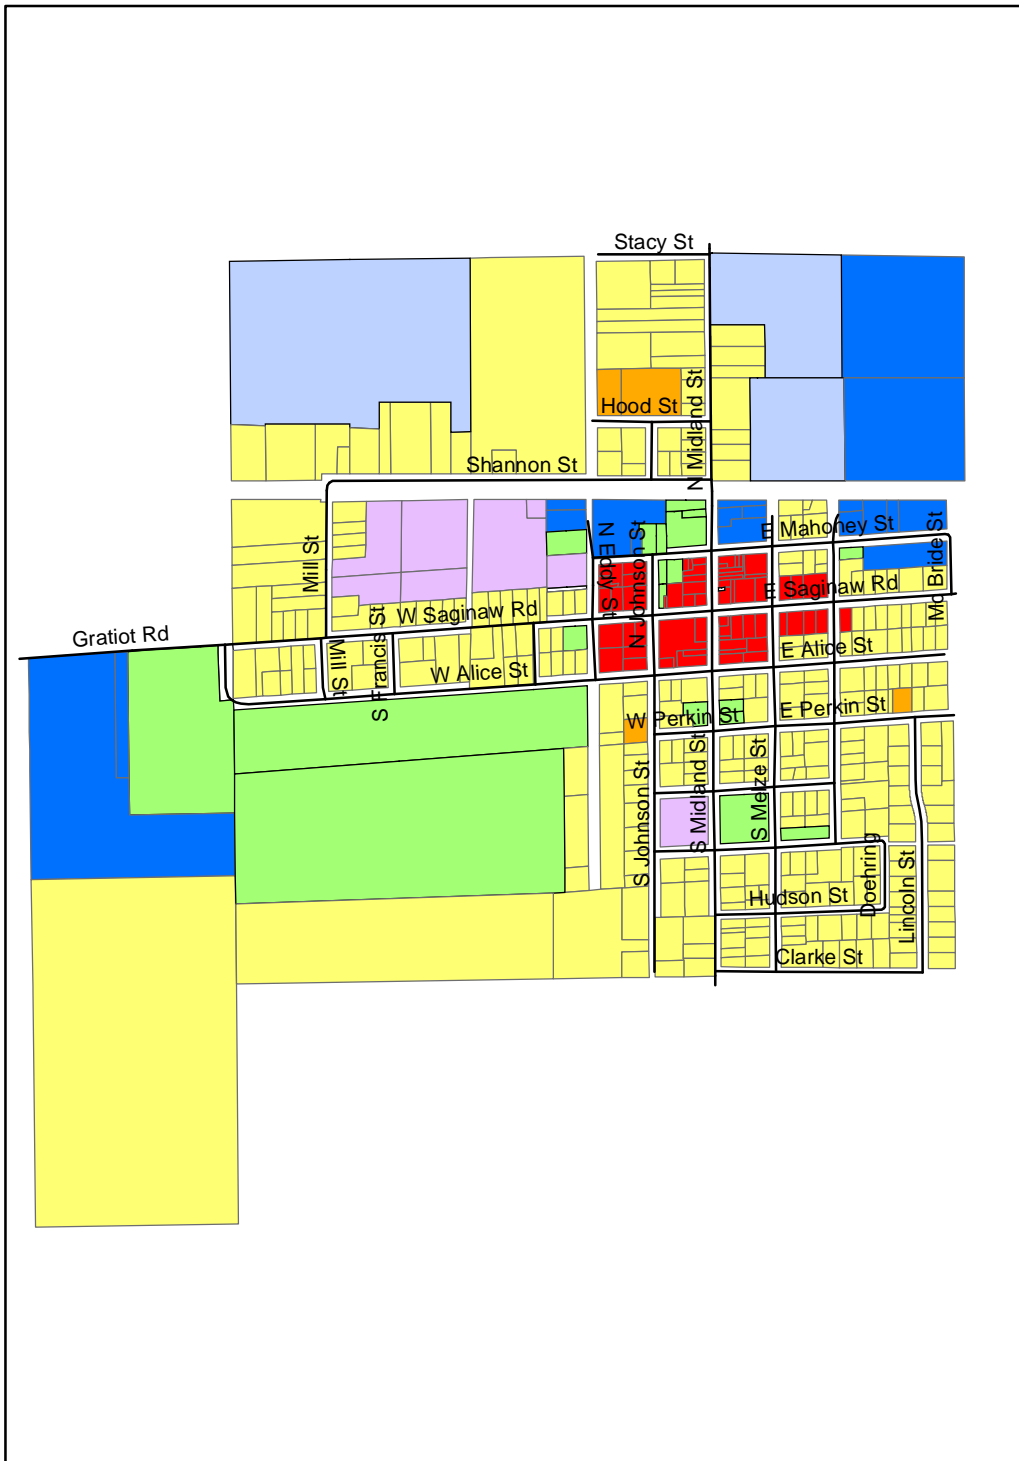 Stacy St
Hood St
N Midland St
Shannon St
Mill St
N Eddy St
N Johnson St
E Mahoney St
Mc Bride St
E Saginaw Rd
W Saginaw Rd
Gratiot Rd
Mill St
S Francis St
W Alice St
E Alice St
W Perkin St
E Perkin St
S Johnson St
S Midland St
S Melze St
Doehring
Lincoln St
Hudson St
Clarke St